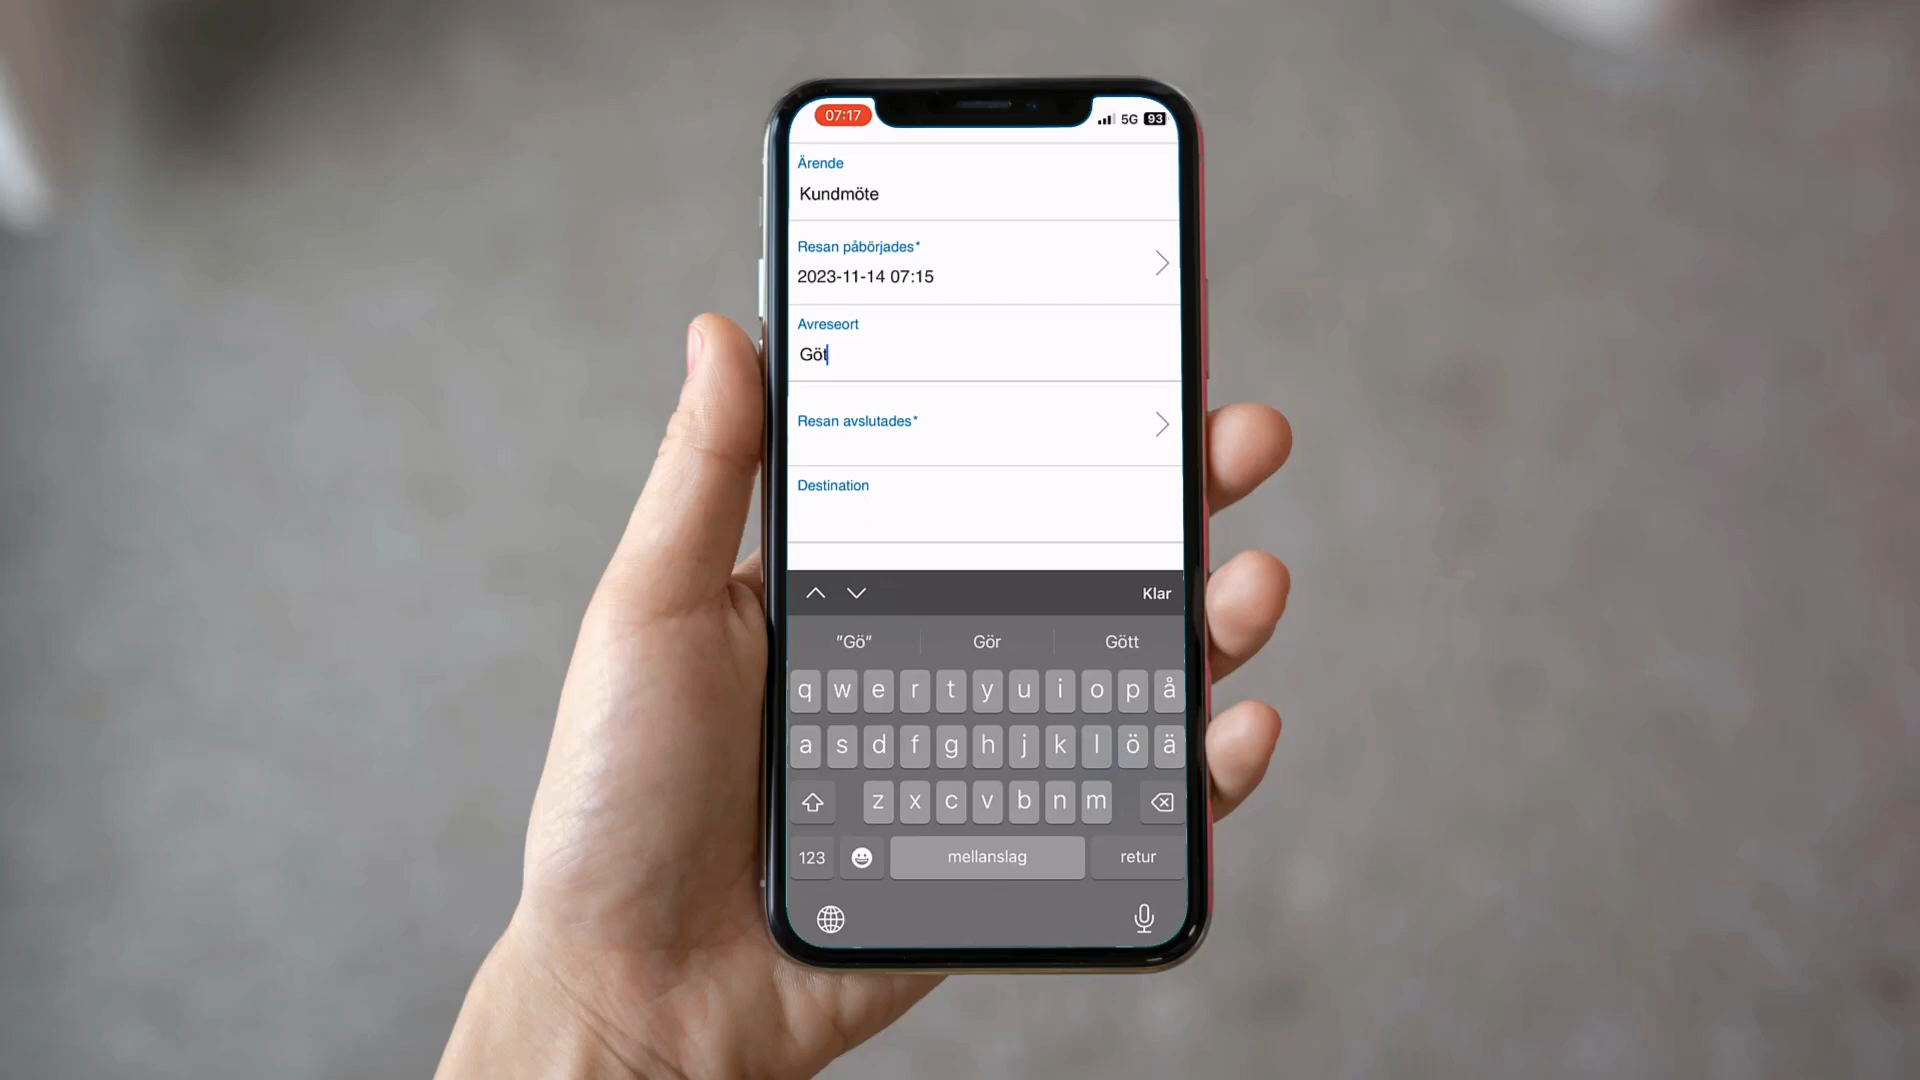 07:17
5G 93
Ärende
Kundmöte
Resan påbörjades*
2023-11-14 07:15
Avreseort
Göt
Resan avslutades*
Destination
Klar
"Gö" Gör Gött
q w e r t y u i o p å
a s d f g h j k l ö ä
z x c v b n m
123 mellanslag retur